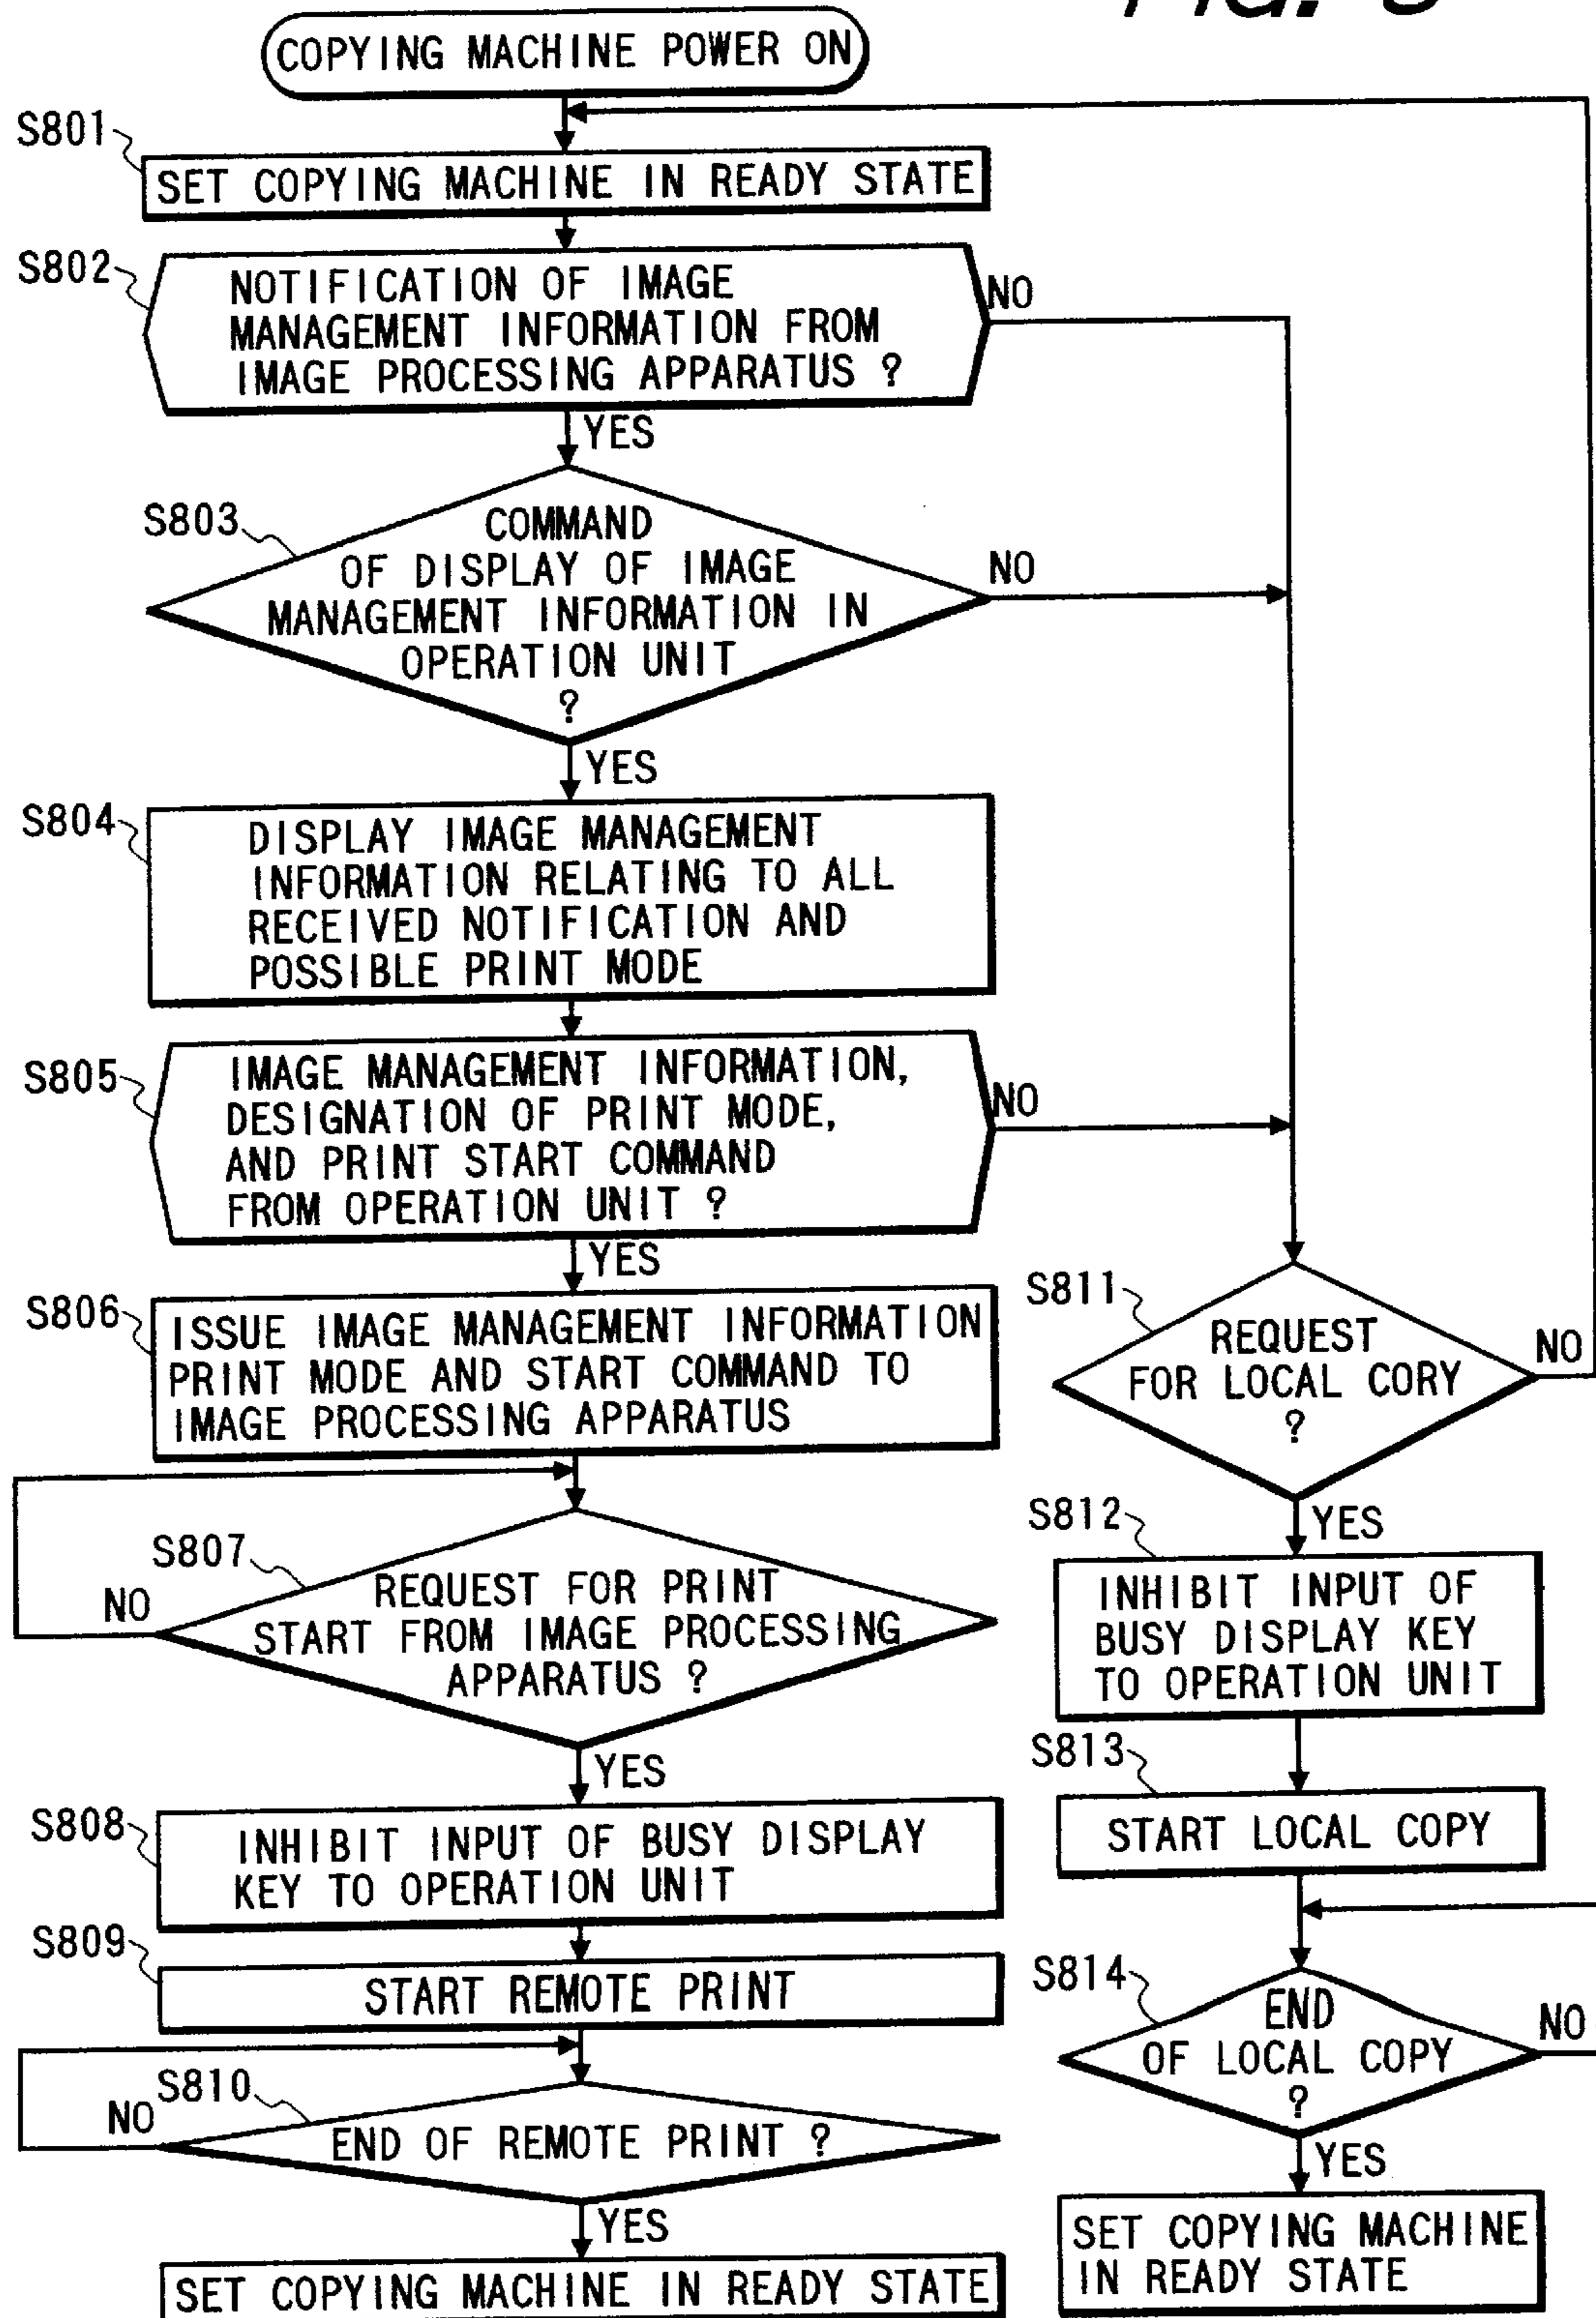 COPYING MACHINE POWER ON
S801
SET COPYING MACHINE IN READY STATE
S802
NOTIFICATION OF IMAGE
MANAGEMENT INFORMATION FROM
IMAGE PROCESSING APPARATUS ?
NO
YES
S803
COMMAND
OF DISPLAY OF IMAGE
MANAGEMENT INFORMATION IN
OPERATION UNIT
?
NO
YES
S804
DISPLAY IMAGE MANAGEMENT
INFORMATION RELATING TO ALL
RECEIVED NOTIFICATION AND
POSSIBLE PRINT MODE
S805
IMAGE MANAGEMENT INFORMATION,
DESIGNATION OF PRINT MODE,
AND PRINT START COMMAND
FROM OPERATION UNIT ?
NO
YES
S806
ISSUE IMAGE MANAGEMENT INFORMATION
PRINT MODE AND START COMMAND TO
IMAGE PROCESSING APPARATUS
S807
REQUEST FOR PRINT
START FROM IMAGE PROCESSING
APPARATUS ?
NO
YES
S808
INHIBIT INPUT OF BUSY DISPLAY
KEY TO OPERATION UNIT
S809
START REMOTE PRINT
S810
END OF REMOTE PRINT ?
NO
YES
SET COPYING MACHINE IN READY STATE
S811
REQUEST
FOR LOCAL CORY
?
NO
YES
S812
INHIBIT INPUT OF
BUSY DISPLAY KEY
TO OPERATION UNIT
S813
START LOCAL COPY
S814
END
OF LOCAL COPY
?
NO
YES
SET COPYING MACHINE
IN READY STATE